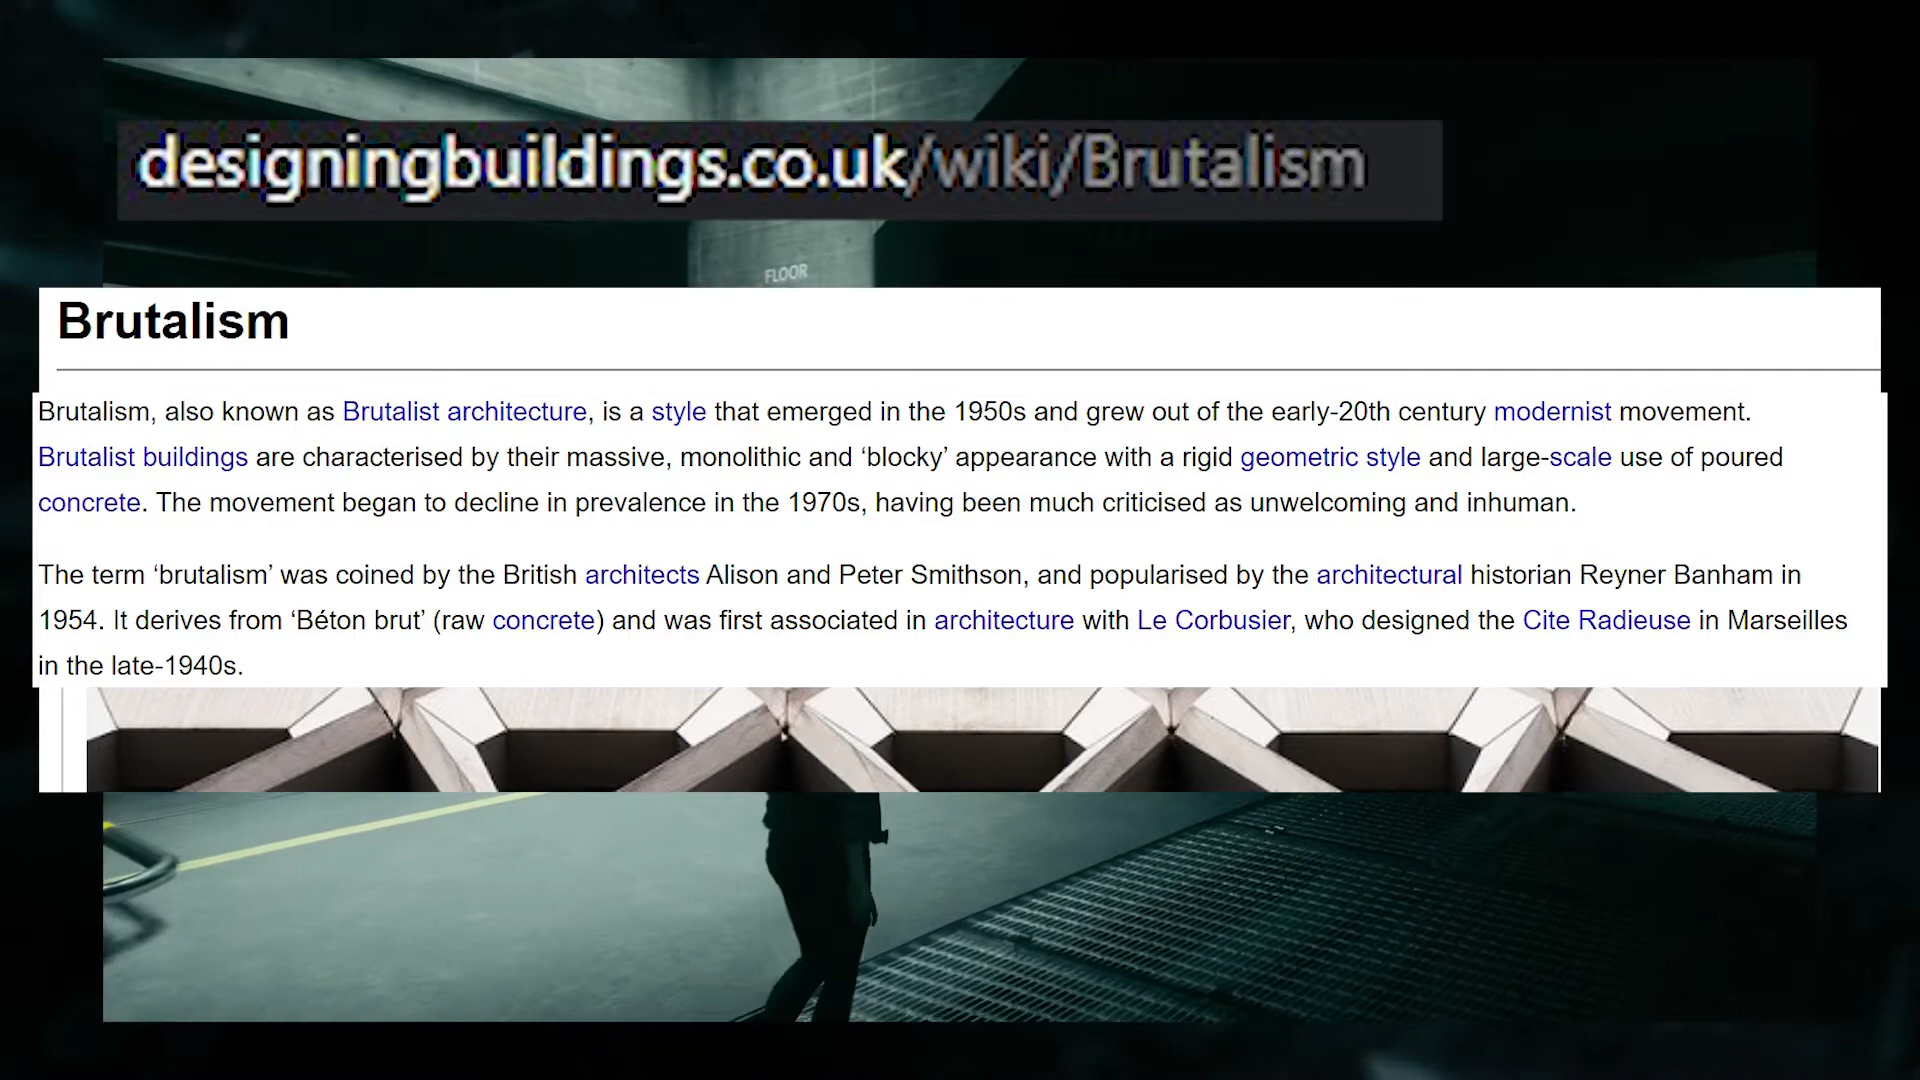 designingbuildings.co.uk/wiki/Brutalism
FLOOR
Brutalism
Brutalism, also known as Brutalist architecture, is a style that emerged in the 1950s and grew out of the early-20th century modernist movement.
Brutalist buildings are characterised by their massive, monolithic and ‘blocky’ appearance with a rigid geometric style and large-scale use of poured
concrete. The movement began to decline in prevalence in the 1970s, having been much criticised as unwelcoming and inhuman.
The term ‘brutalism’ was coined by the British architects Alison and Peter Smithson, and popularised by the architectural historian Reyner Banham in
1954. It derives from ‘Béton brut’ (raw concrete) and was first associated in architecture with Le Corbusier, who designed the Cite Radieuse in Marseilles
in the late-1940s.